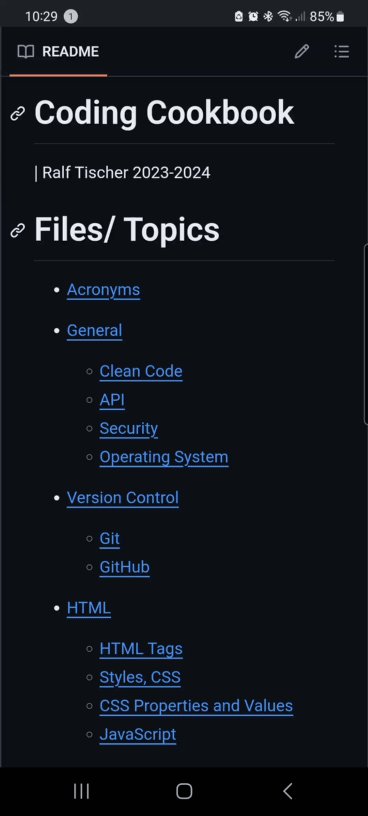 10:29 1 85%
README
Coding Cookbook
| Ralf Tischer 2023-2024
Files/ Topics
Acronyms
General
Clean Code
API
Security
Operating System
Version Control
Git
GitHub
HTML
HTML Tags
Styles, CSS
CSS Properties and Values
JavaScript